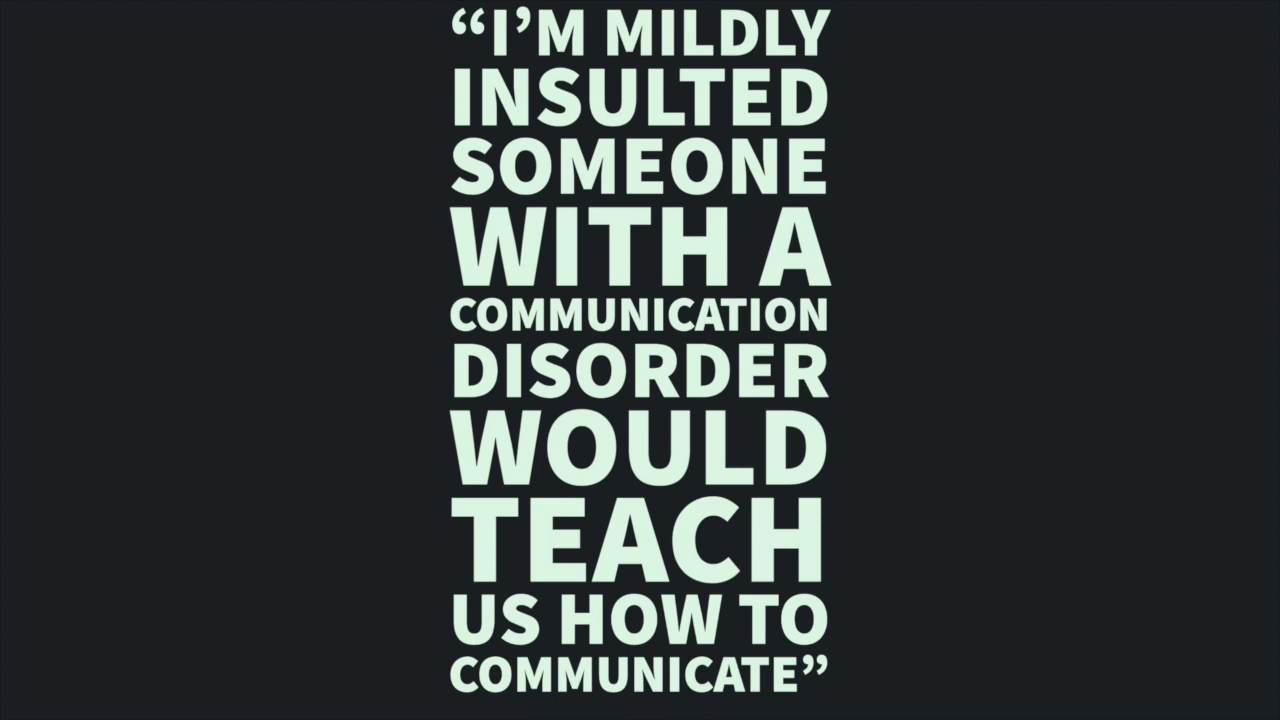 “I’M MILDLY
INSULTED
SOMEONE
WITH A
COMMUNICATION
DISORDER
WOULD
TEACH
US HOW TO
COMMUNICATE”